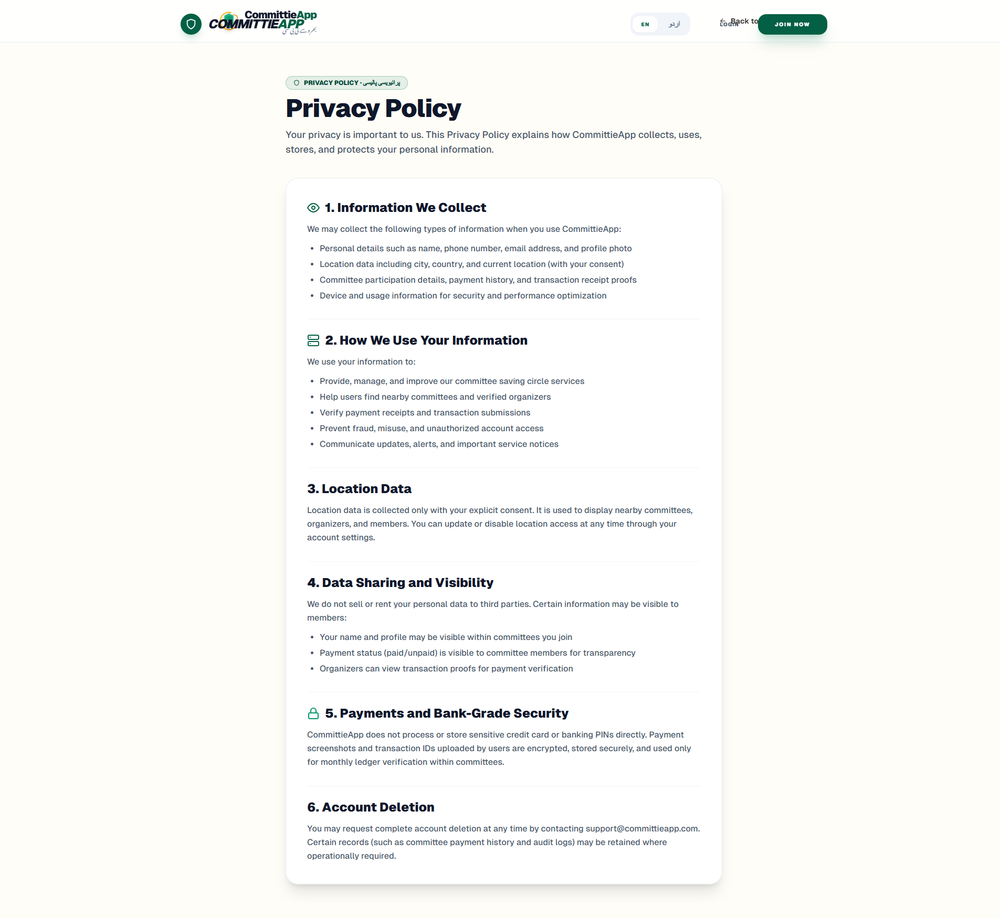 CommittieApp
COMMITTIEAPP
EN
اردو
LOGIN
Back to
JOIN NOW
PRIVACY POLICY · پرائیویسی پالیسی
Privacy Policy
Your privacy is important to us. This Privacy Policy explains how CommittieApp collects, uses,
stores, and protects your personal information.
1. Information We Collect
We may collect the following types of information when you use CommittieApp:
• Personal details such as name, phone number, email address, and profile photo
• Location data including city, country, and current location (with your consent)
• Committee participation details, payment history, and transaction receipt proofs
• Device and usage information for security and performance optimization
2. How We Use Your Information
We use your information to:
• Provide, manage, and improve our committee saving circle services
• Help users find nearby committees and verified organizers
• Verify payment receipts and transaction submissions
• Prevent fraud, misuse, and unauthorized account access
• Communicate updates, alerts, and important service notices
3. Location Data
Location data is collected only with your explicit consent. It is used to display nearby committees,
organizers, and members. You can update or disable location access at any time through your
account settings.
4. Data Sharing and Visibility
We do not sell or rent your personal data to third parties. Certain information may be visible to
members:
• Your name and profile may be visible within committees you join
• Payment status (paid/unpaid) is visible to committee members for transparency
• Organizers can view transaction proofs for payment verification
5. Payments and Bank-Grade Security
CommittieApp does not process or store sensitive credit card or banking PINs directly. Payment
screenshots and transaction IDs uploaded by users are encrypted, stored securely, and used only
for monthly ledger verification within committees.
6. Account Deletion
You may request complete account deletion at any time by contacting support@committieapp.com.
Certain records (such as committee payment history and audit logs) may be retained where
operationally required.